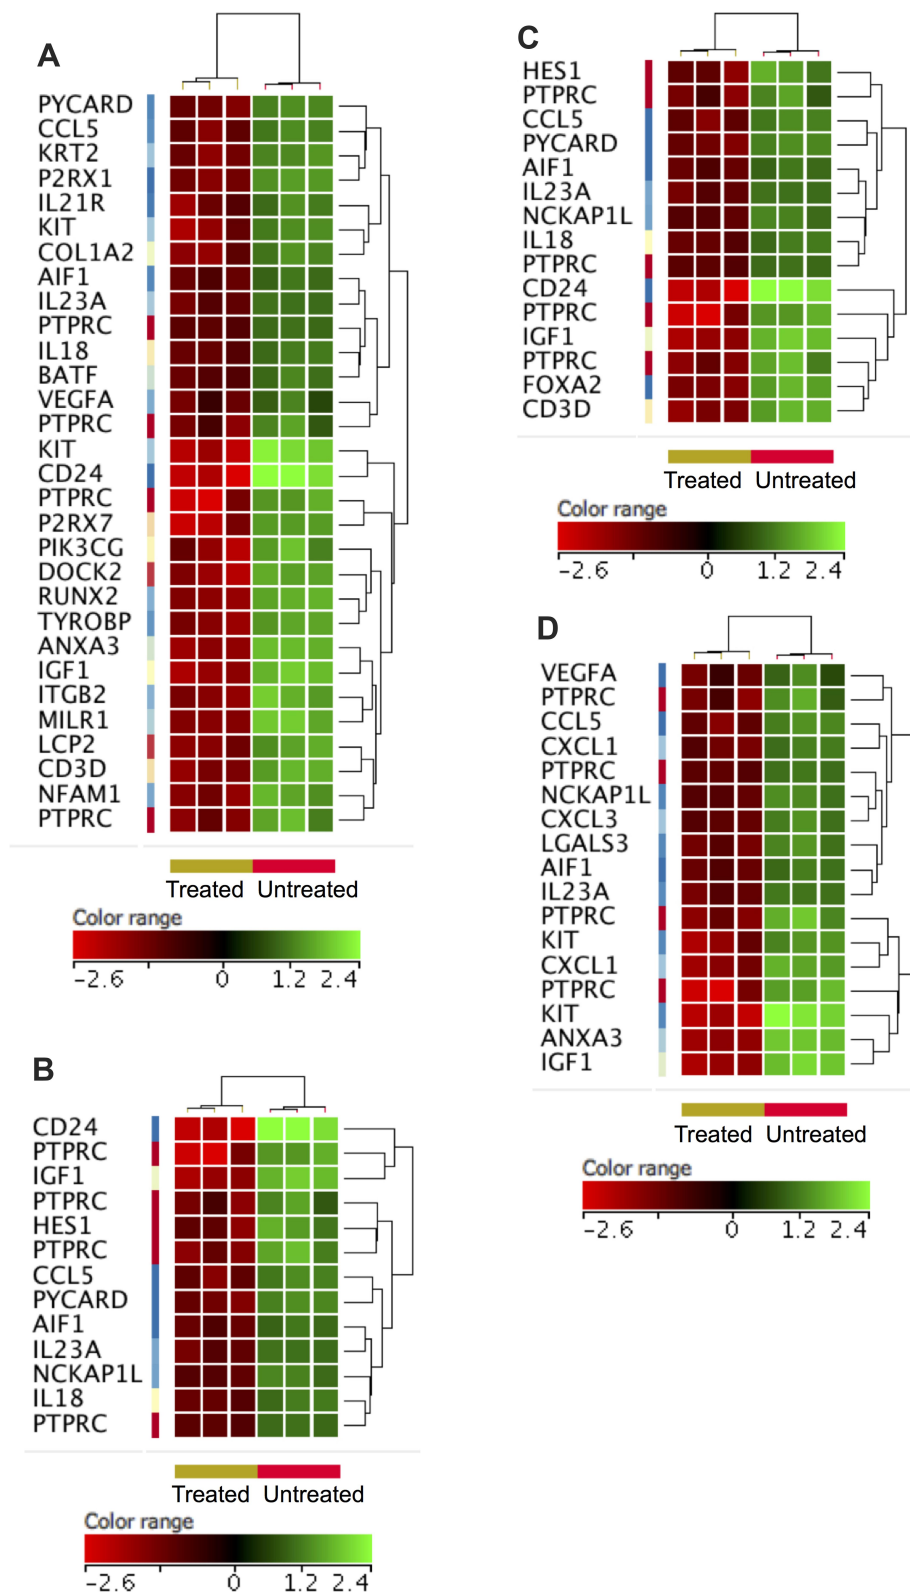 A
PYCARD
CCL5
KRT2
P2RX1
IL21R
KIT
COL1A2
AIF1
IL23A
PTPRC
IL18
BATF
VEGFA
PTPRC
KIT
CD24
PTPRC
P2RX7
PIK3CG
DOCK2
RUNX2
TYROBP
ANXA3
IGF1
ITGB2
MILR1
LCP2
CD3D
NFAM1
PTPRC
Treated Untreated
Color range
-2.6 0 1.2 2.4
B
CD24
PTPRC
IGF1
PTPRC
HES1
PTPRC
CCL5
PYCARD
AIF1
IL23A
NCKAP1L
IL18
PTPRC
Treated Untreated
Color range
-2.6 0 1.2 2.4
C
HES1
PTPRC
CCL5
PYCARD
AIF1
IL23A
NCKAP1L
IL18
PTPRC
CD24
PTPRC
IGF1
PTPRC
FOXA2
CD3D
Treated Untreated
Color range
-2.6 0 1.2 2.4
D
VEGFA
PTPRC
CCL5
CXCL1
PTPRC
NCKAP1L
CXCL3
LGALS3
AIF1
IL23A
PTPRC
KIT
CXCL1
PTPRC
KIT
ANXA3
IGF1
Treated Untreated
Color range
-2.6 0 1.2 2.4